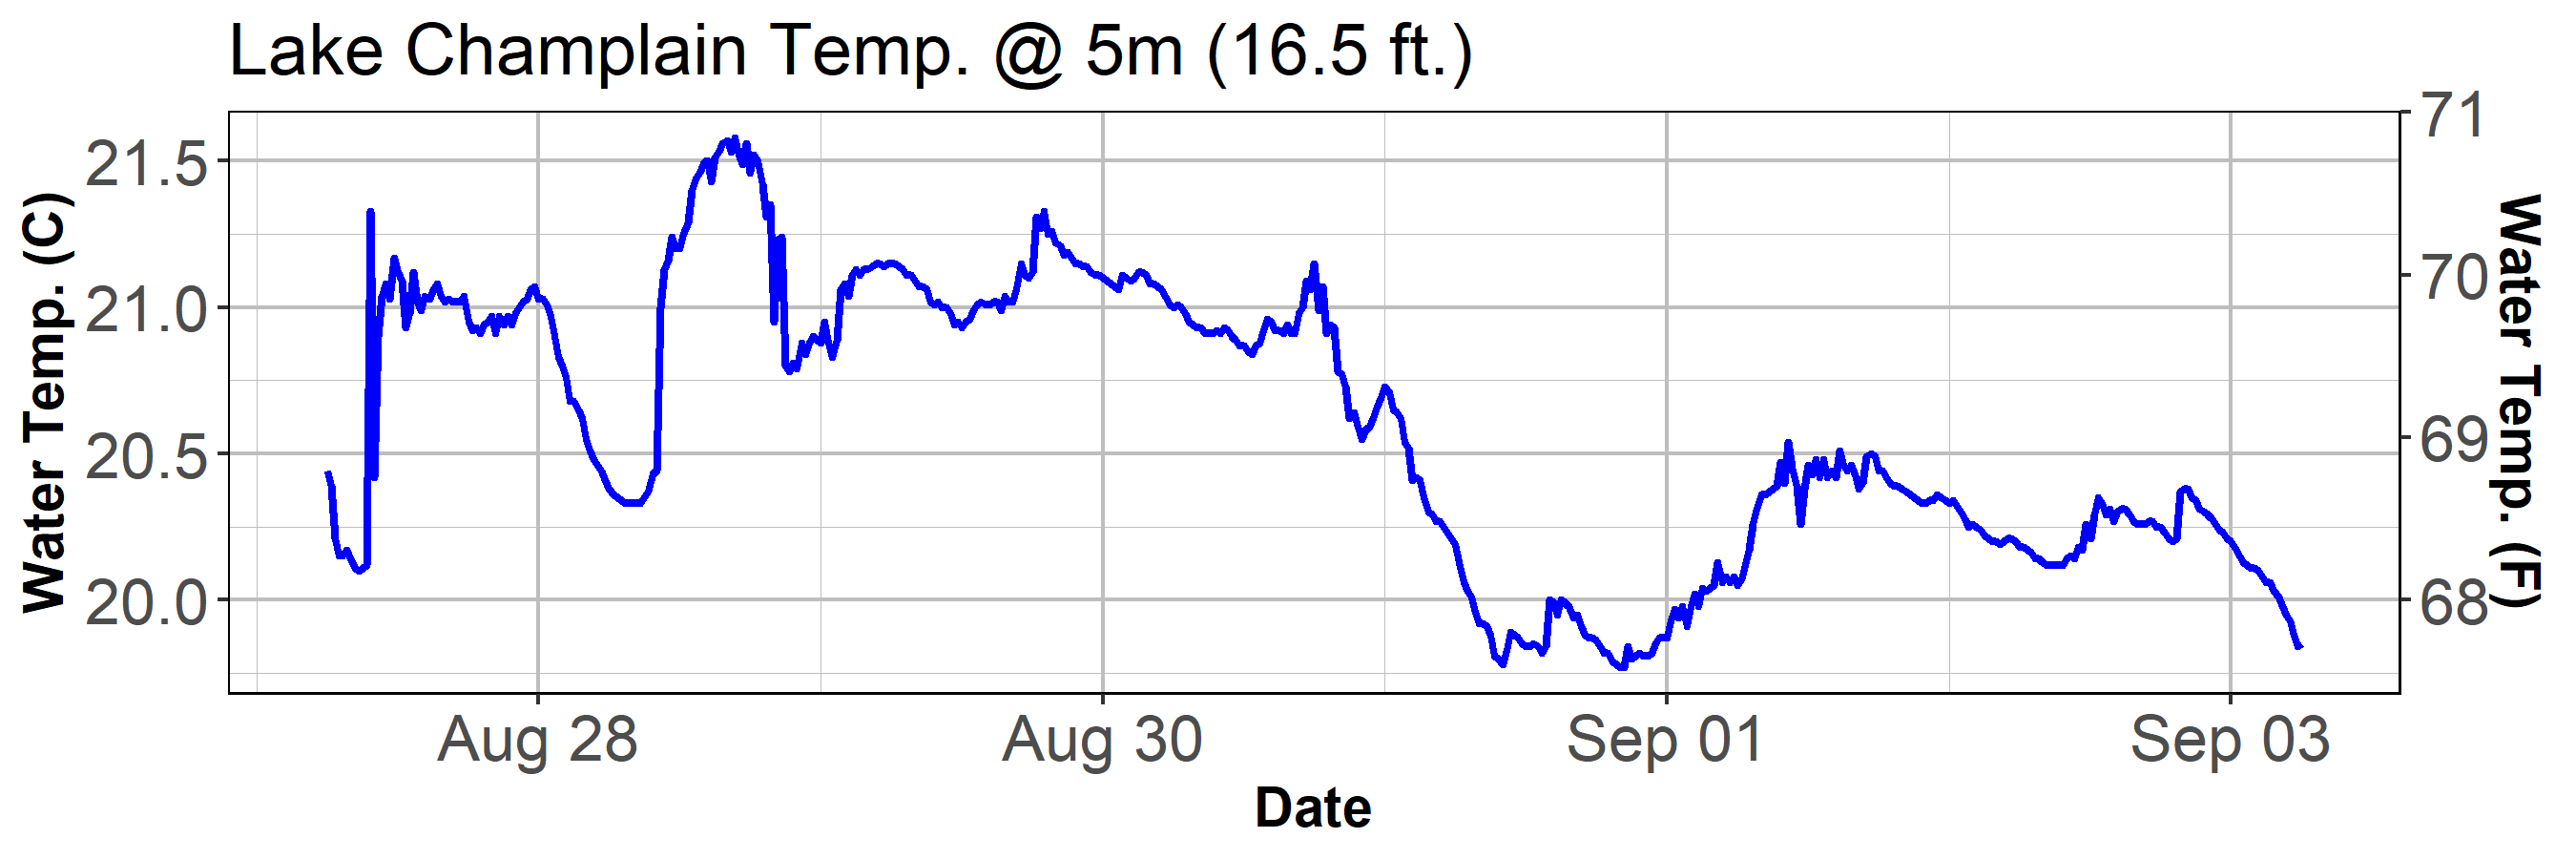 Lake Champlain Temp. @ 5m (16.5 ft.)
Water Temp. (C)
21.5
21.0
20.5
20.0
71
70
69
68
Water Temp. (F)
Aug 28
Aug 30
Sep 01
Sep 03
Date